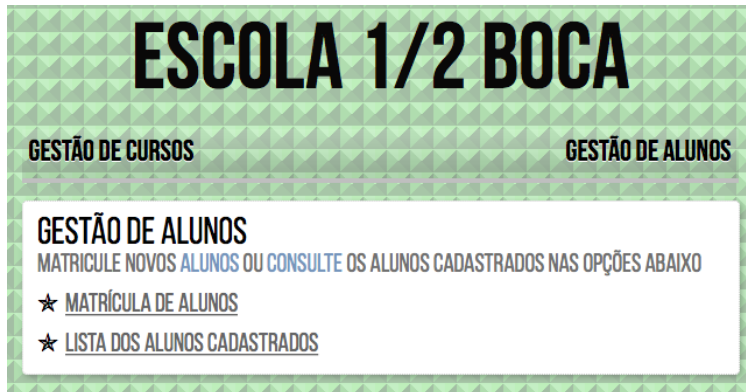 ESCOLA 1/2 BOCA
GESTÃO DE CURSOS
GESTÃO DE ALUNOS
GESTÃO DE ALUNOS
MATRICULE NOVOS ALUNOS OU CONSULTE OS ALUNOS CADASTRADOS NAS OPÇÕES ABAIXO
MATRÍCULA DE ALUNOS
LISTA DOS ALUNOS CADASTRADOS